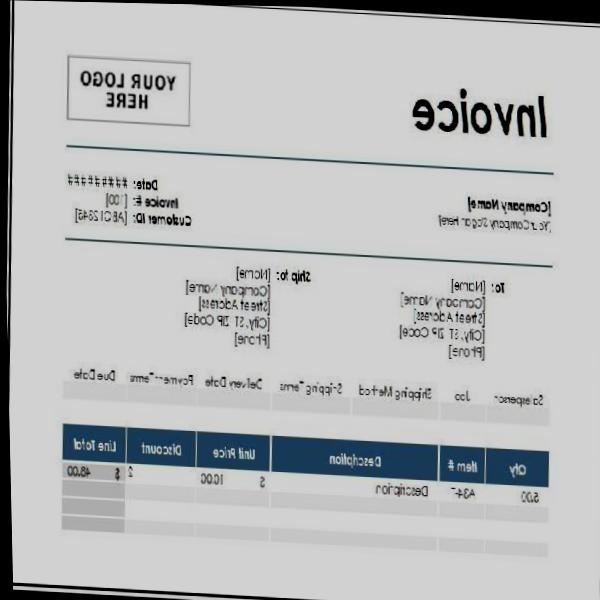 Invoice
YOUR LOGO
HERE
[Company Name]
[Your Company Slogan Here]
Date: #######
Invoice #: [100]
Customer ID: [ABC12345]
To: [Name]
[Company Name]
[Street Address]
[City, ST ZIP Code]
[Phone]
Ship to: [Name]
[Company Name]
[Street Address]
[City, ST ZIP Code]
[Phone]
Salesperson Job Shipping Method Shipping Terms Delivery Date Payment Terms Due Date
Qty Item # Description Unit Price Discount Line Total
5.00 Description $ 10.00 2 $ 48.00